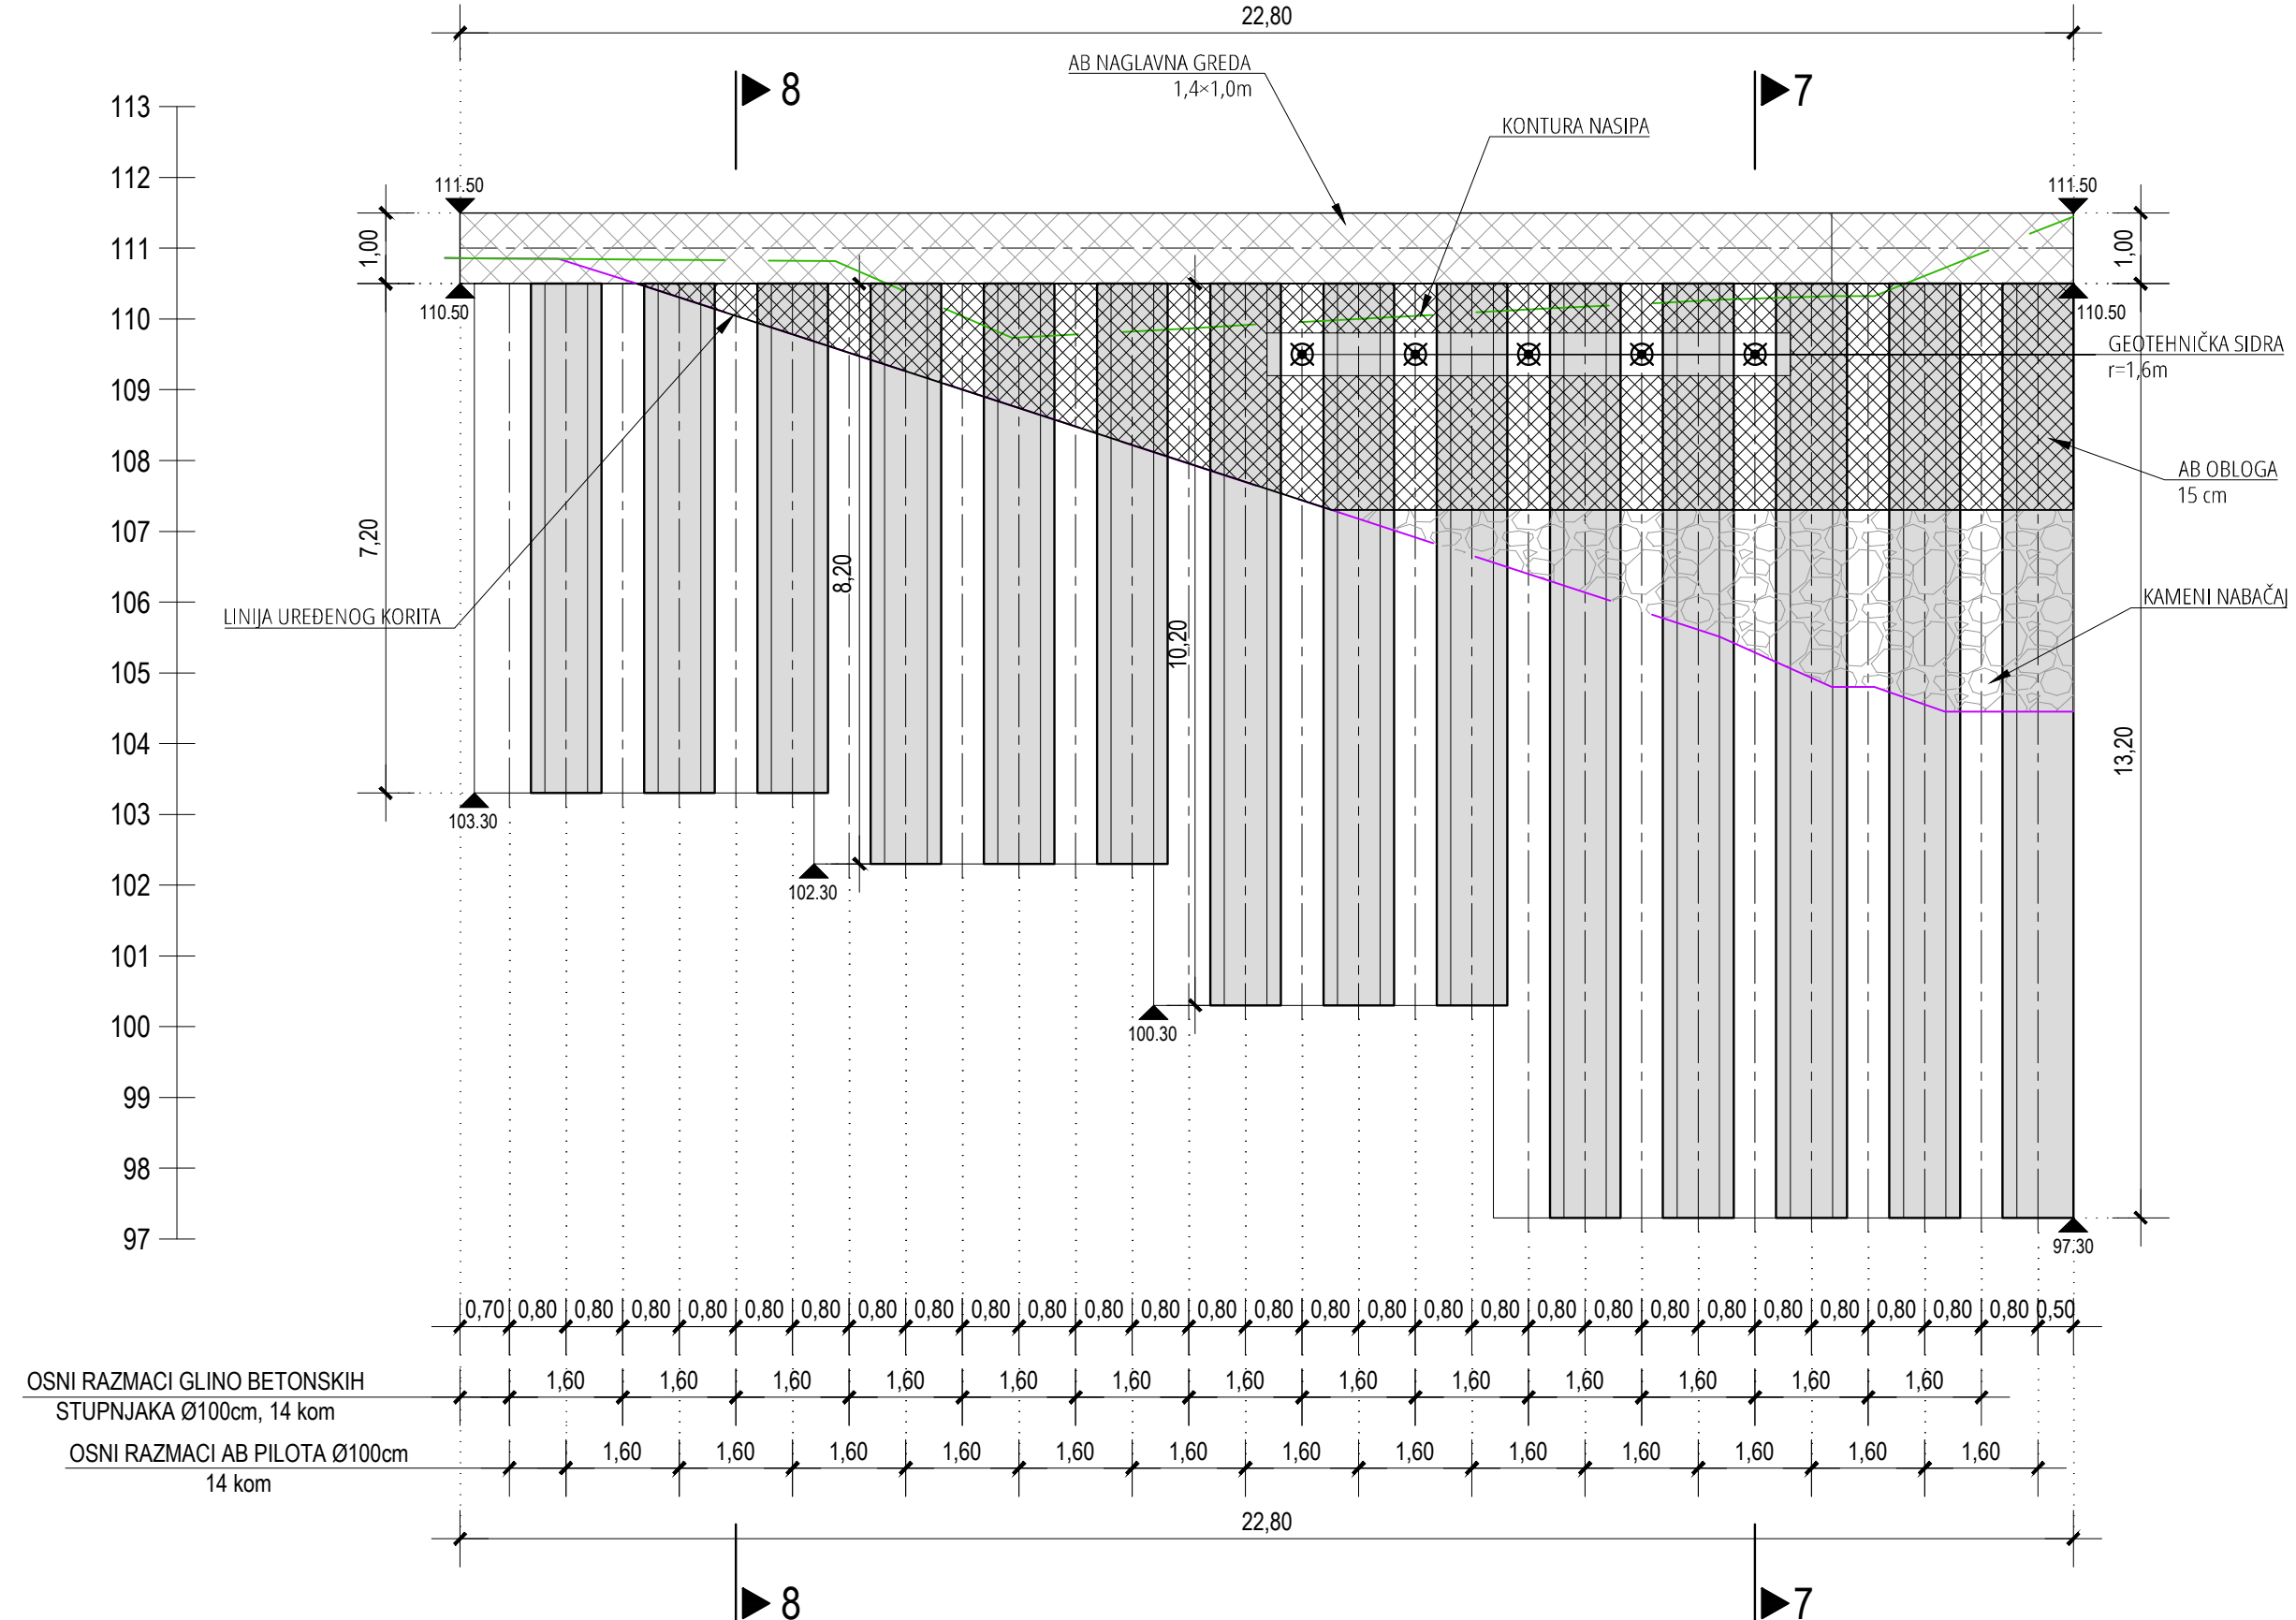 22,80
AB NAGLAVNA GREDA
1,4×1,0m
8
7
KONTURA NASIPA
113
112
111
110
109
108
107
106
105
104
103
102
101
100
99
98
97
111.50
111.50
1,00
1,00
110.50
110.50
GEOTEHNIČKA SIDRA
r=1,6m
AB OBLOGA
15 cm
7,20
8,20
10,20
13,20
LINIJA UREĐENOG KORITA
KAMENI NABAČAJ
103.30
102.30
100.30
97.30
0,70 0,80 0,80 0,80 0,80 0,80 0,80 0,80 0,80 0,80 0,80 0,80 0,80 0,80 0,80 0,80 0,80 0,80 0,80 0,80 0,80 0,80 0,80 0,80 0,80 0,80 0,80 0,80 0,50
OSNI RAZMACI GLINO BETONSKIH
STUPNJAKA Ø100cm, 14 kom
1,60 1,60 1,60 1,60 1,60 1,60 1,60 1,60 1,60 1,60 1,60 1,60 1,60
OSNI RAZMACI AB PILOTA Ø100cm
14 kom
1,60 1,60 1,60 1,60 1,60 1,60 1,60 1,60 1,60 1,60 1,60 1,60 1,60
22,80
8
7